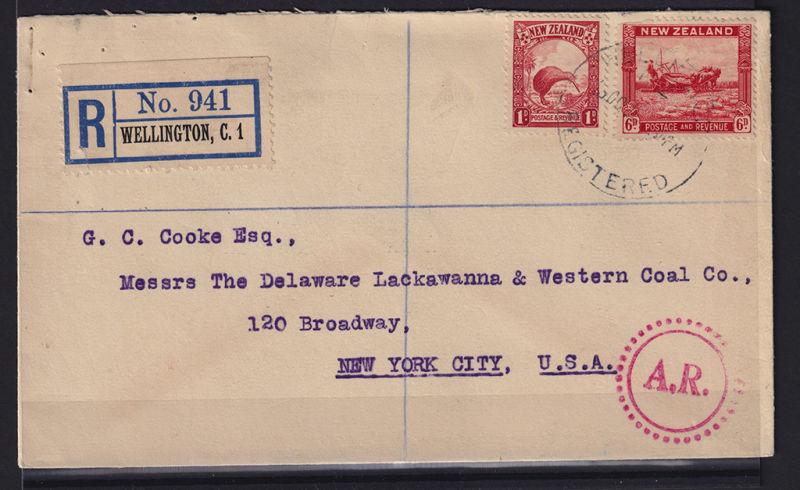 R
No. 941
WELLINGTON, C. 1
NEW ZEALAND
1D
POSTAGE & REVENUE
1D
NEW ZEALAND
6D
POSTAGE AND REVENUE
6D
REGISTERED
G. C. Cooke Esq.,
Messrs The Delaware Lackawanna & Western Coal Co.,
120 Broadway,
NEW YORK CITY, U.S.A.
A.R.